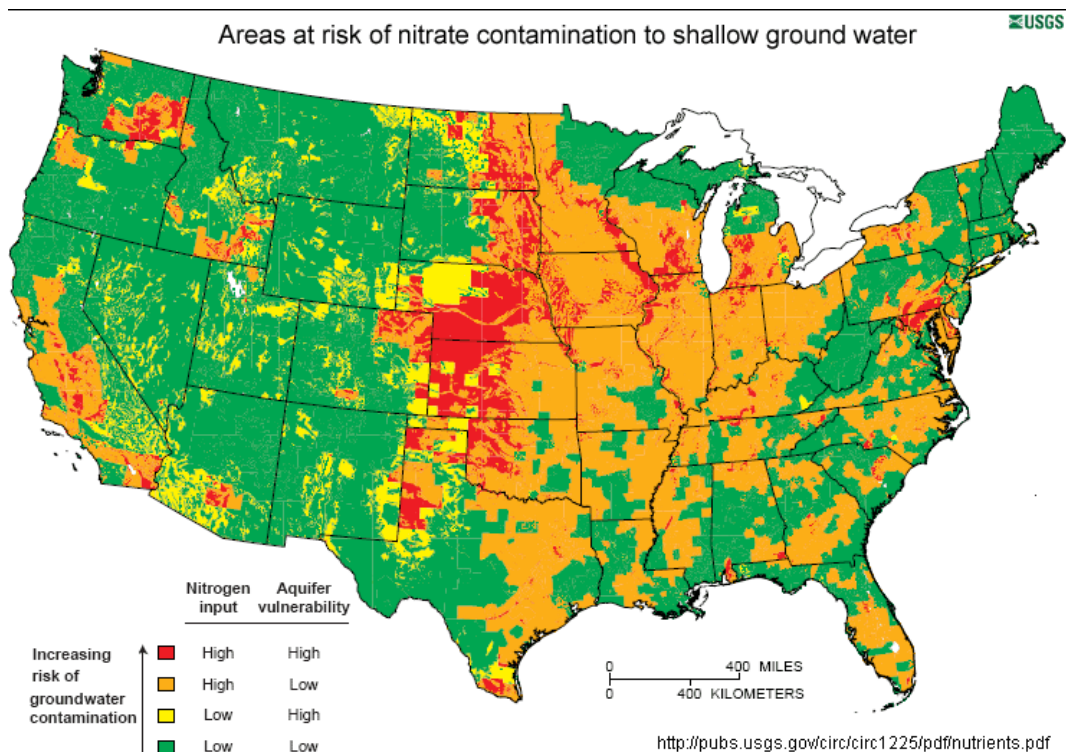 USGS
Areas at risk of nitrate contamination to shallow ground water
Nitrogen input
Aquifer vulnerability
Increasing risk of groundwater contamination
High High
High Low
Low High
Low Low
0 400 MILES
0 400 KILOMETERS
http://pubs.usgs.gov/circ/circ1225/pdf/nutrients.pdf